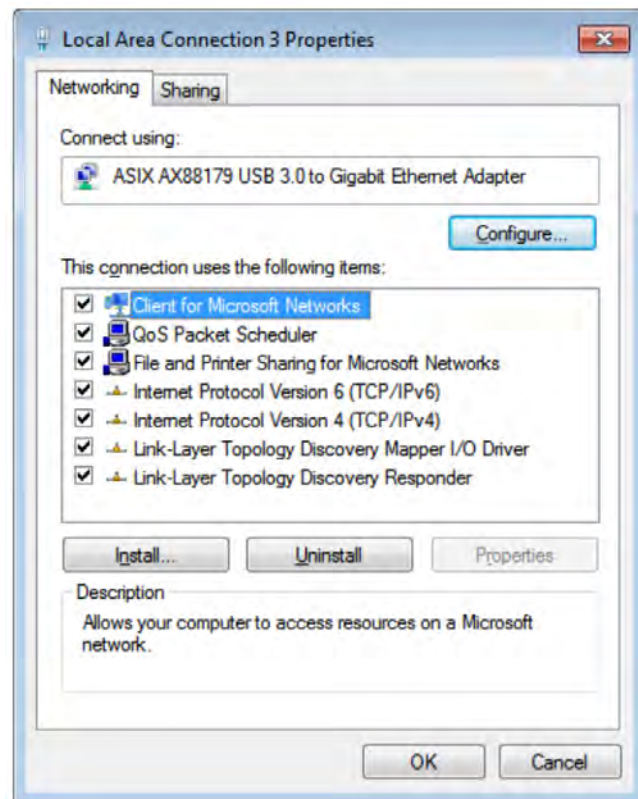 Local Area Connection 3 Properties
Networking
Sharing
Connect using:
ASIX AX88179 USB 3.0 to Gigabit Ethernet Adapter
Configure...
This connection uses the following items:
Client for Microsoft Networks
QoS Packet Scheduler
File and Printer Sharing for Microsoft Networks
Internet Protocol Version 6 (TCP/IPv6)
Internet Protocol Version 4 (TCP/IPv4)
Link-Layer Topology Discovery Mapper I/O Driver
Link-Layer Topology Discovery Responder
Install...
Uninstall
Properties
Description
Allows your computer to access resources on a Microsoft
network.
OK
Cancel